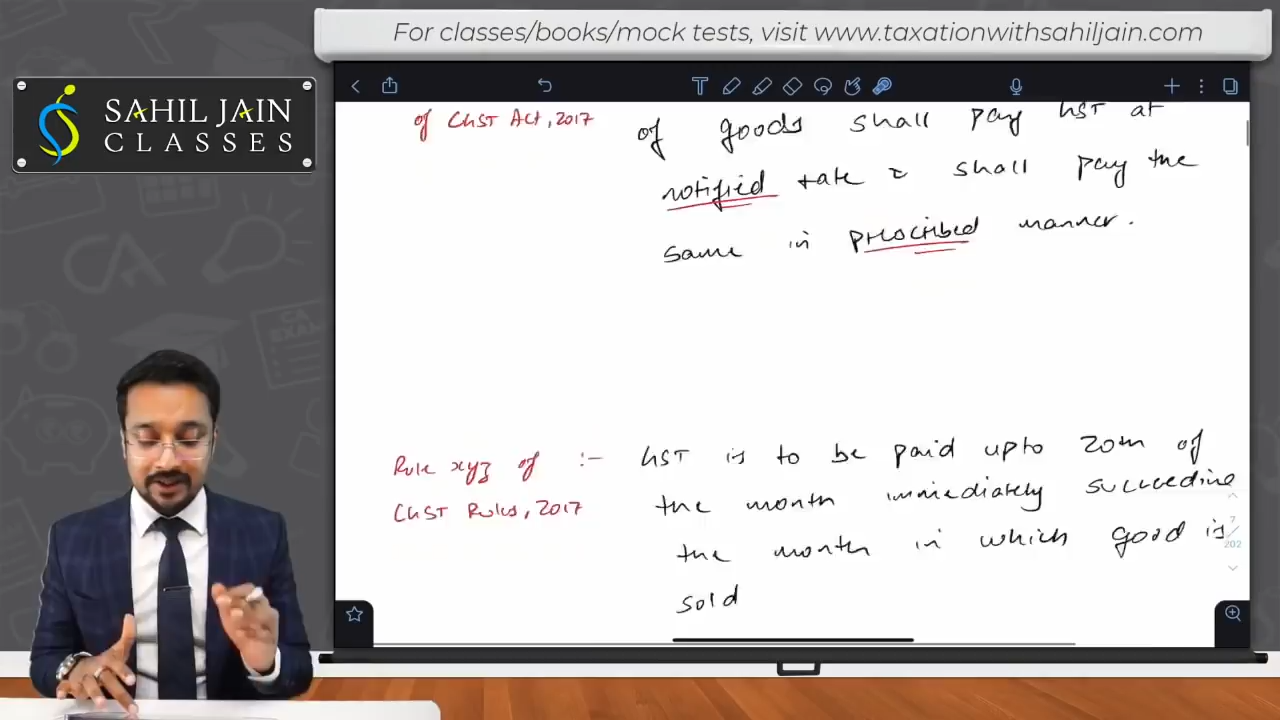 For classes/books/mock tests, visit www.taxationwithsahiljain.com
SAHIL JAIN
CLASSES
of CGST Act, 2017
of goods shall pay GST at
notified rate & shall pay the
same in prescribed manner.
Rule xyz of :-
CGST Rules, 2017
GST is to be paid upto 20th of
the month immediately succeeding
the month in which good is
sold
7
202